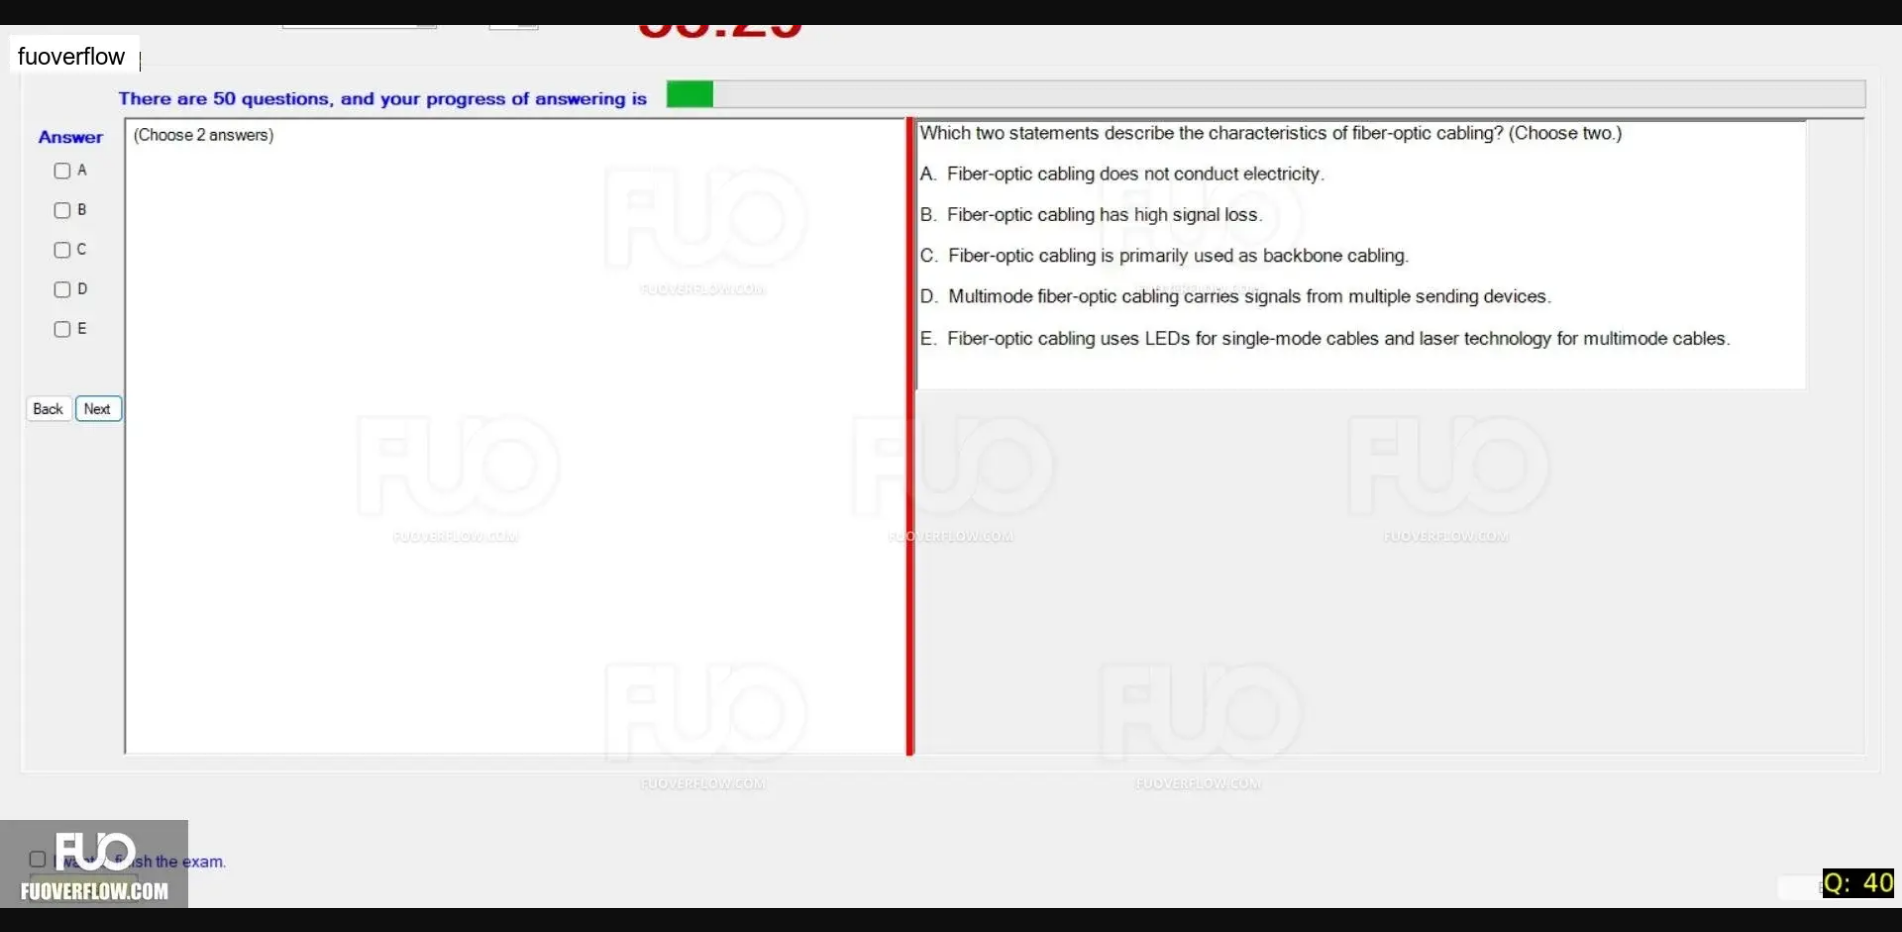 fuoverflow
There are 50 questions, and your progress of answering is
Answer
(Choose 2 answers)
A
B
C
D
E
Back Next
Which two statements describe the characteristics of fiber-optic cabling? (Choose two.)
A. Fiber-optic cabling does not conduct electricity.
B. Fiber-optic cabling has high signal loss.
C. Fiber-optic cabling is primarily used as backbone cabling.
D. Multimode fiber-optic cabling carries signals from multiple sending devices.
E. Fiber-optic cabling uses LEDs for single-mode cables and laser technology for multimode cables.
FUO
FUOVERFLOW.COM
FUO
FUOVERFLOW.COM
FUO
FUOVERFLOW.COM
FUO
FUOVERFLOW.COM
FUO
FUOVERFLOW.COM
FUO
FUOVERFLOW.COM
FUO
FUOVERFLOW.COM
the exam.
FUO
FUOVERFLOW.COM
Q: 40